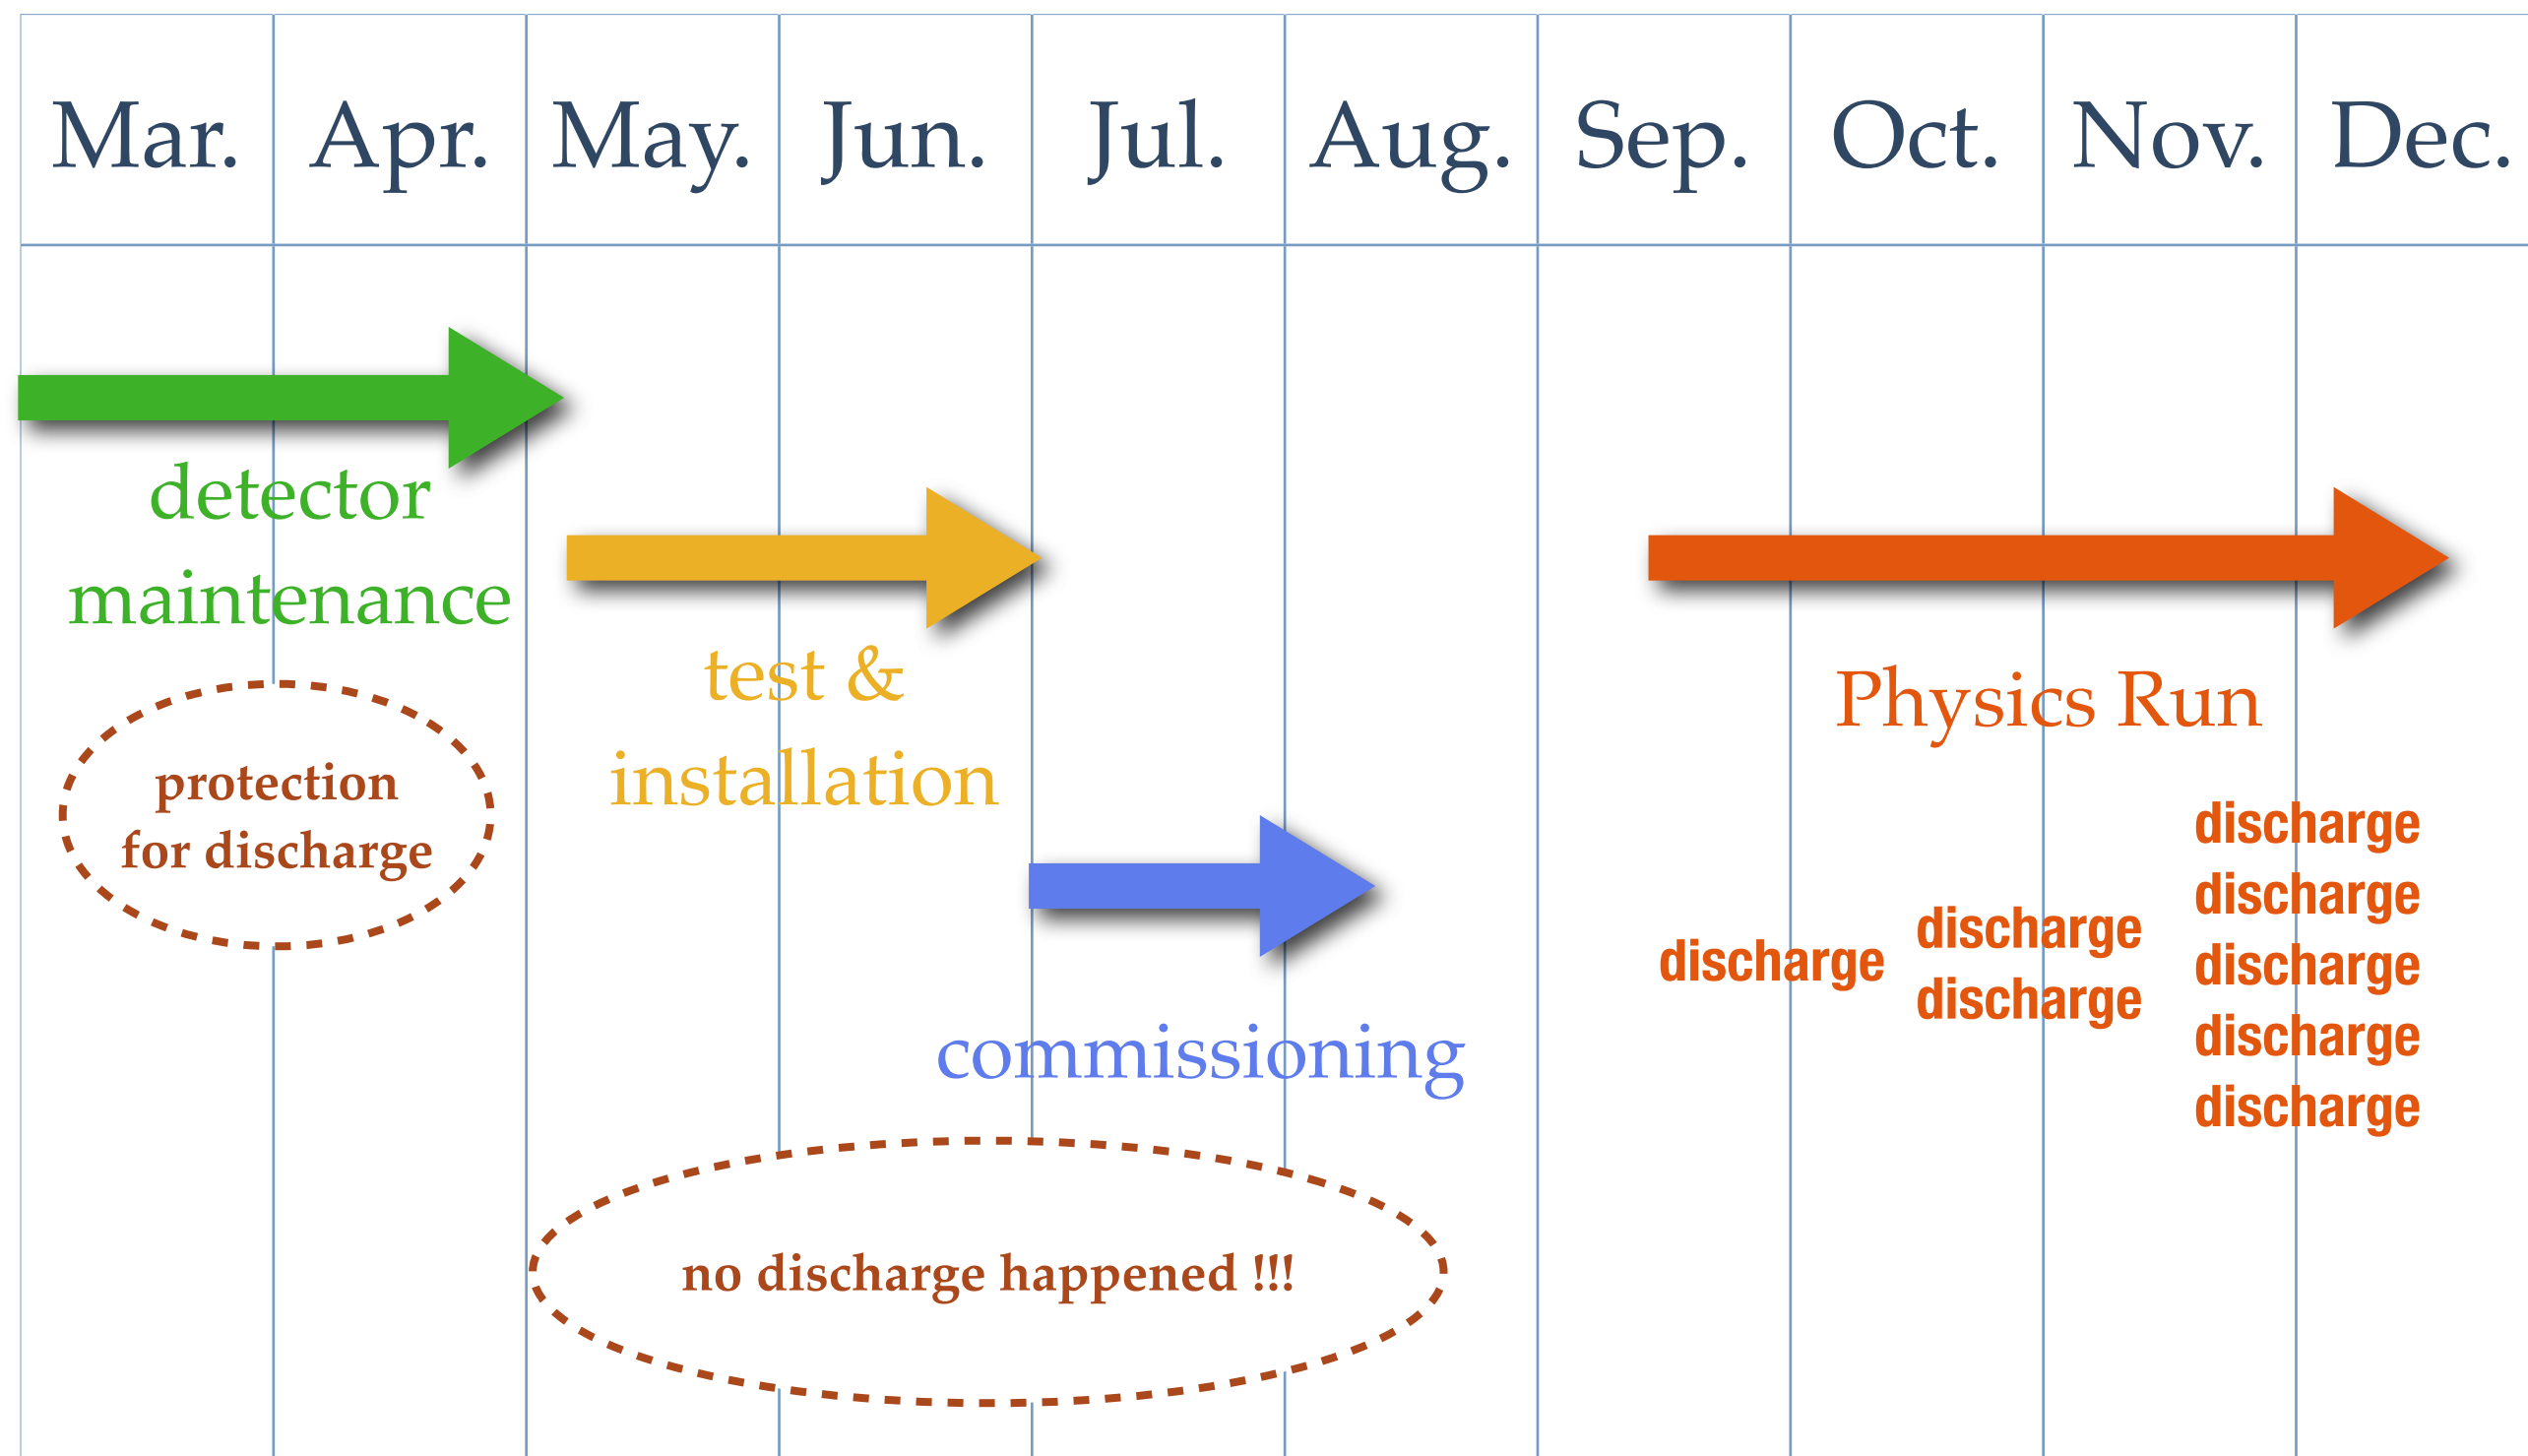 Mar. Apr. May. Jun. Jul. Aug. Sep. Oct. Nov. Dec.
detector
maintenance
protection
for discharge
test &
installation
commissioning
no discharge happened !!!
Physics Run
discharge
discharge
discharge
discharge
discharge
discharge
discharge
discharge